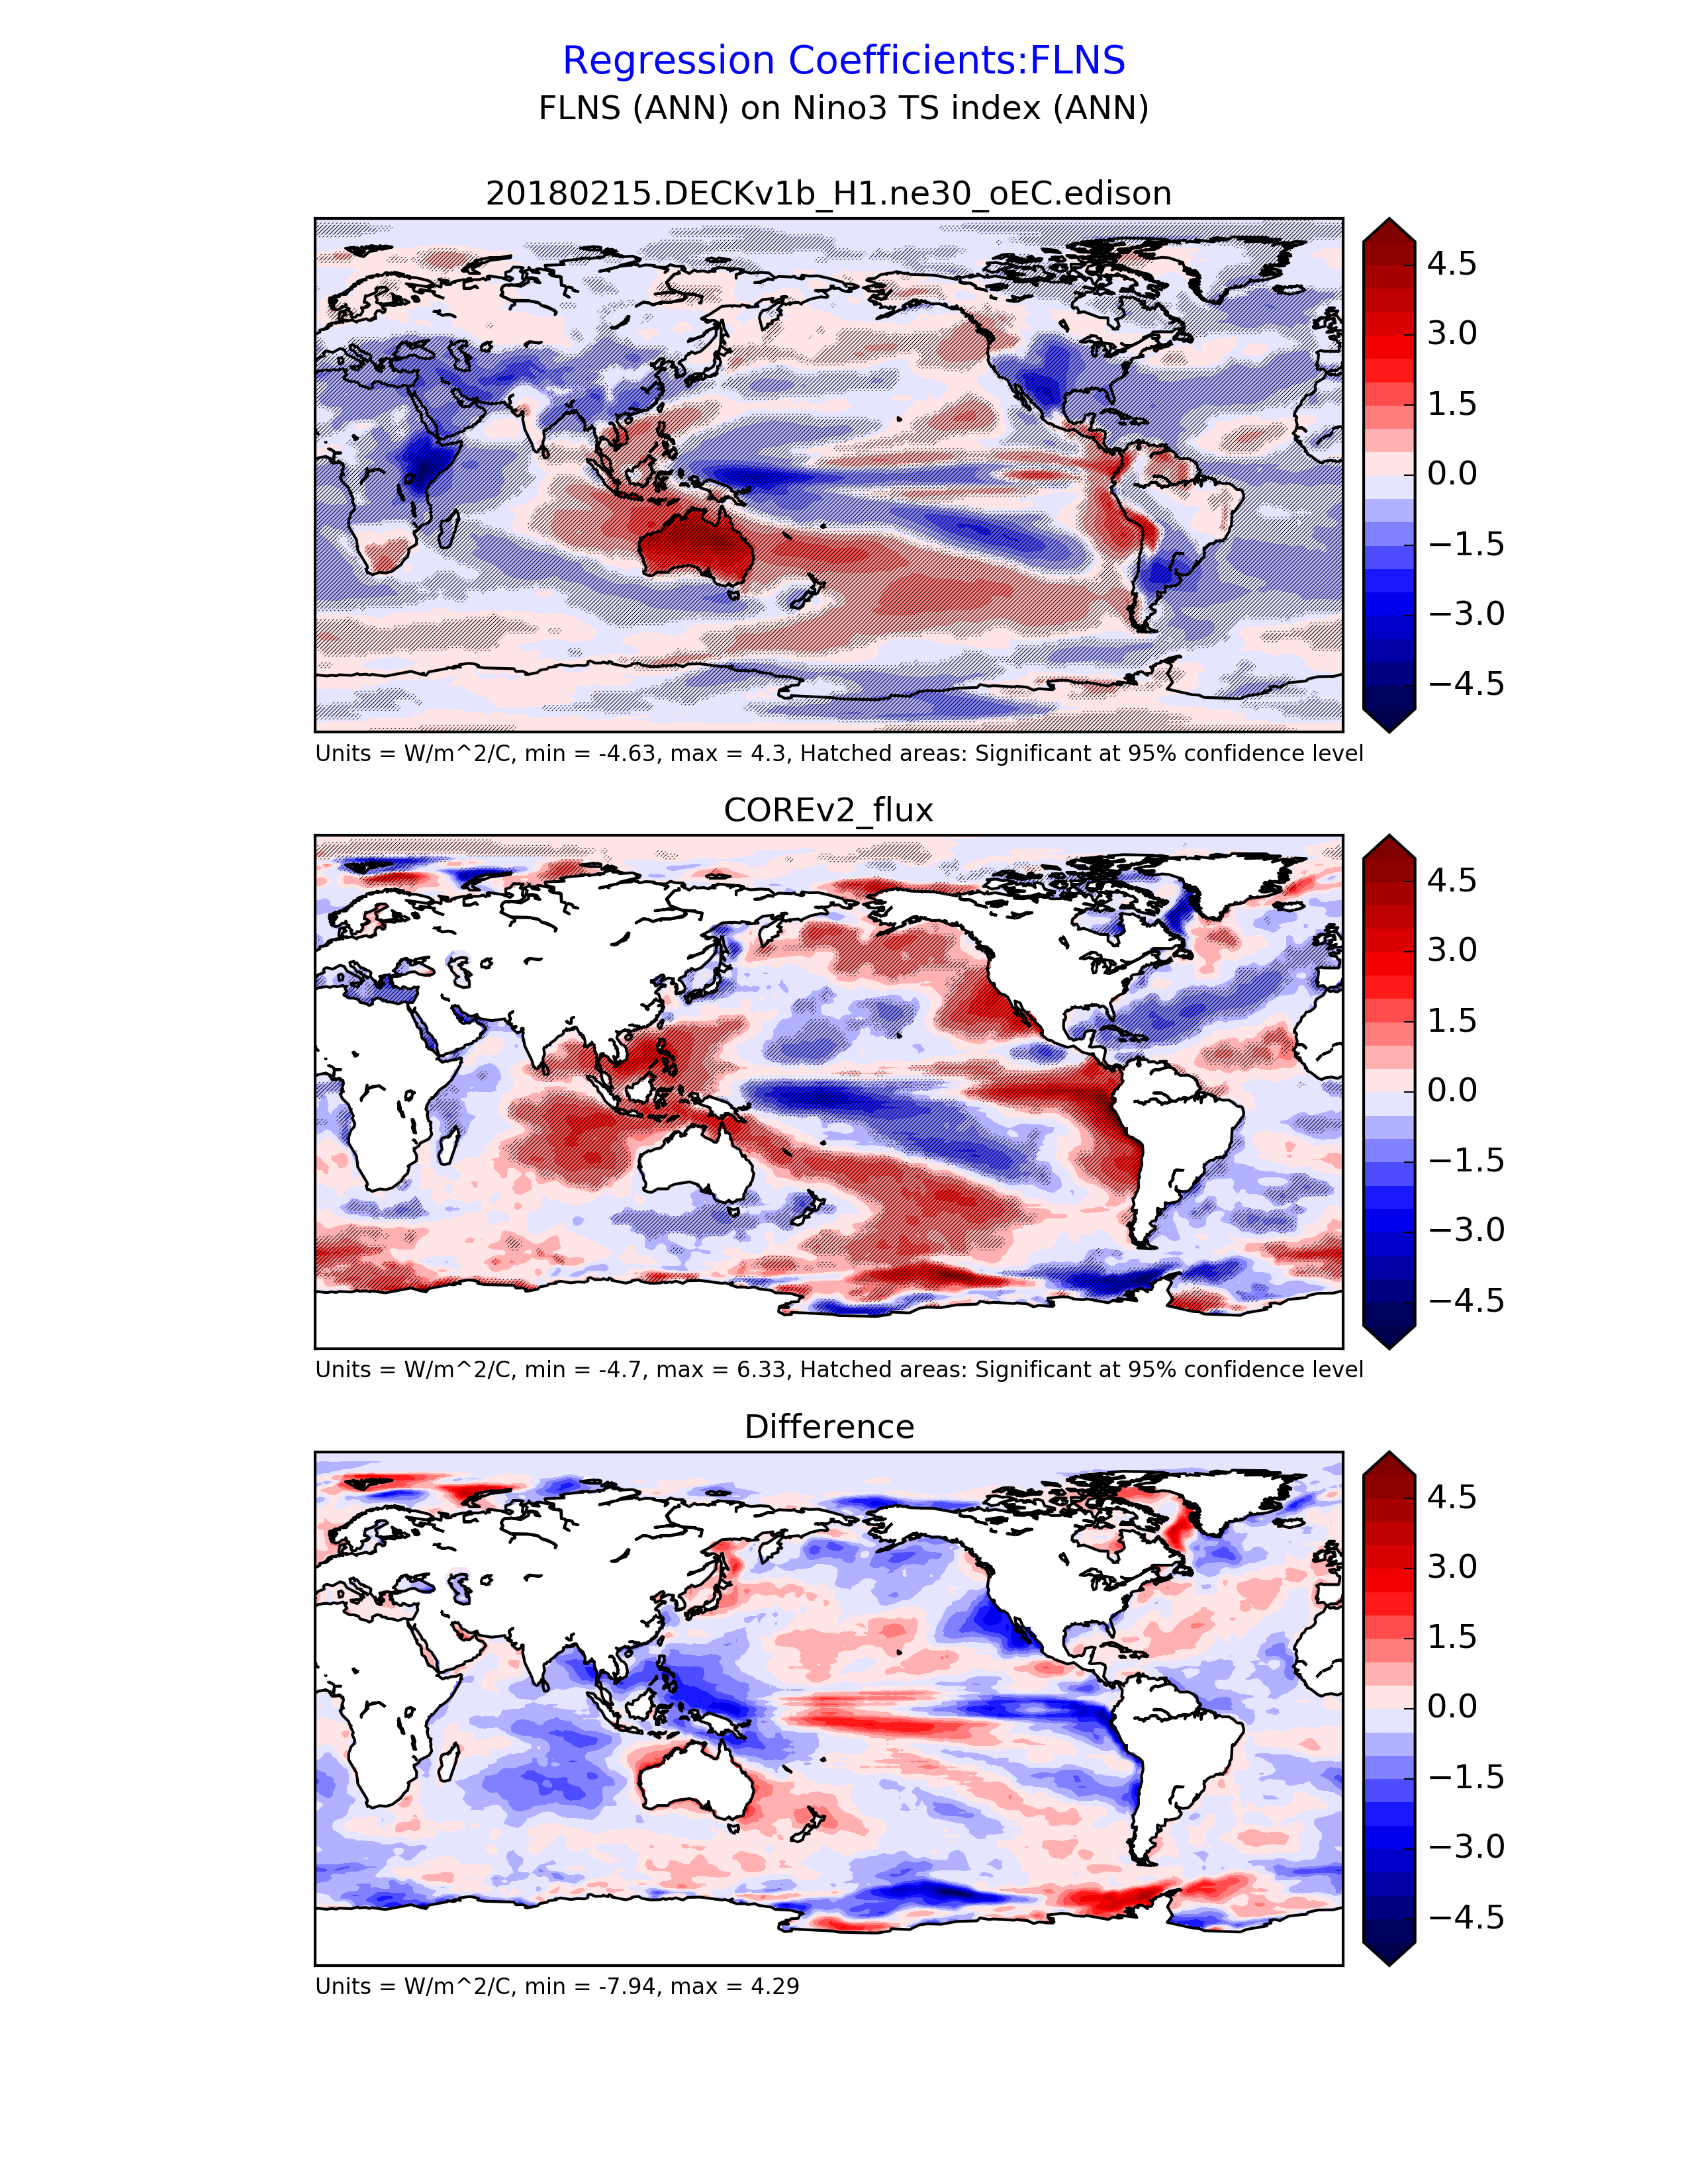 Regression Coefficients:FLNS
FLNS (ANN) on Nino3 TS index (ANN)
20180215.DECKv1b_H1.ne30_oEC.edison
4.5
3.0
1.5
0.0
−1.5
−3.0
−4.5
Units = W/m^2/C, min = -4.63, max = 4.3, Hatched areas: Significant at 95% confidence level
COREv2_flux
4.5
3.0
1.5
0.0
−1.5
−3.0
−4.5
Units = W/m^2/C, min = -4.7, max = 6.33, Hatched areas: Significant at 95% confidence level
Difference
4.5
3.0
1.5
0.0
−1.5
−3.0
−4.5
Units = W/m^2/C, min = -7.94, max = 4.29